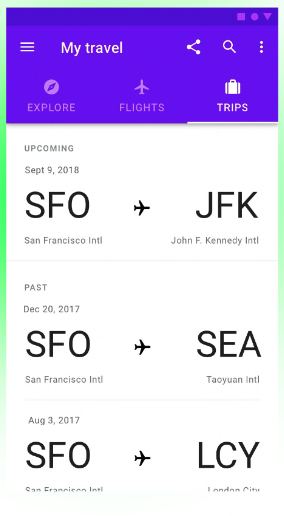 My travel
EXPLORE FLIGHTS TRIPS
UPCOMING
Sept 9, 2018
SFO JFK
San Francisco Intl John F. Kennedy Intl
PAST
Dec 20, 2017
SFO SEA
San Francisco Intl Taoyuan Intl
Aug 3, 2017
SFO LCY
San Francisco Intl London City